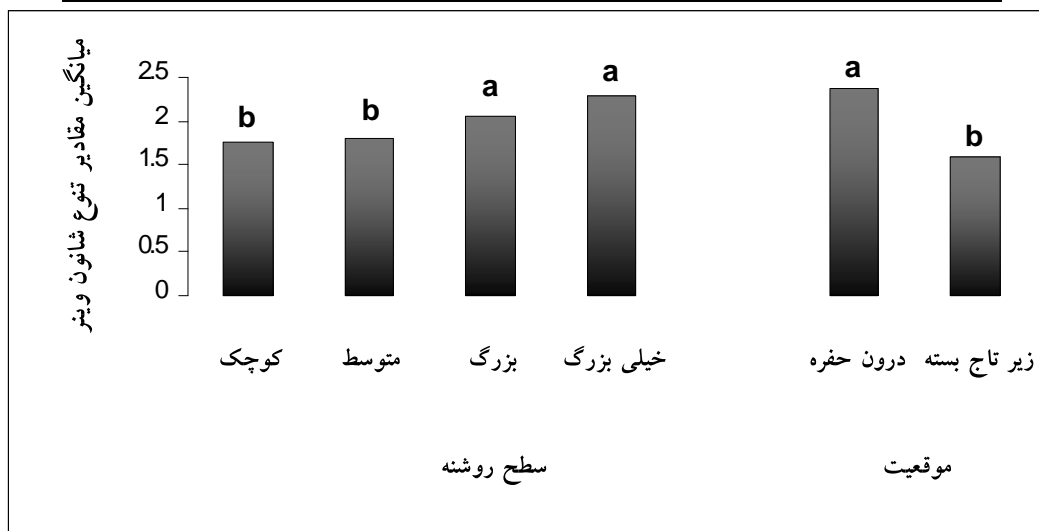 میانگین مقادیر تنوع شانون وینر
2.5
2
1.5
1
0.5
0
b
b
a
a
a
b
کوچک
متوسط
بزرگ
خیلی بزرگ
درون حفره
زیر تاج بسته
سطح روشنه
موقعیت